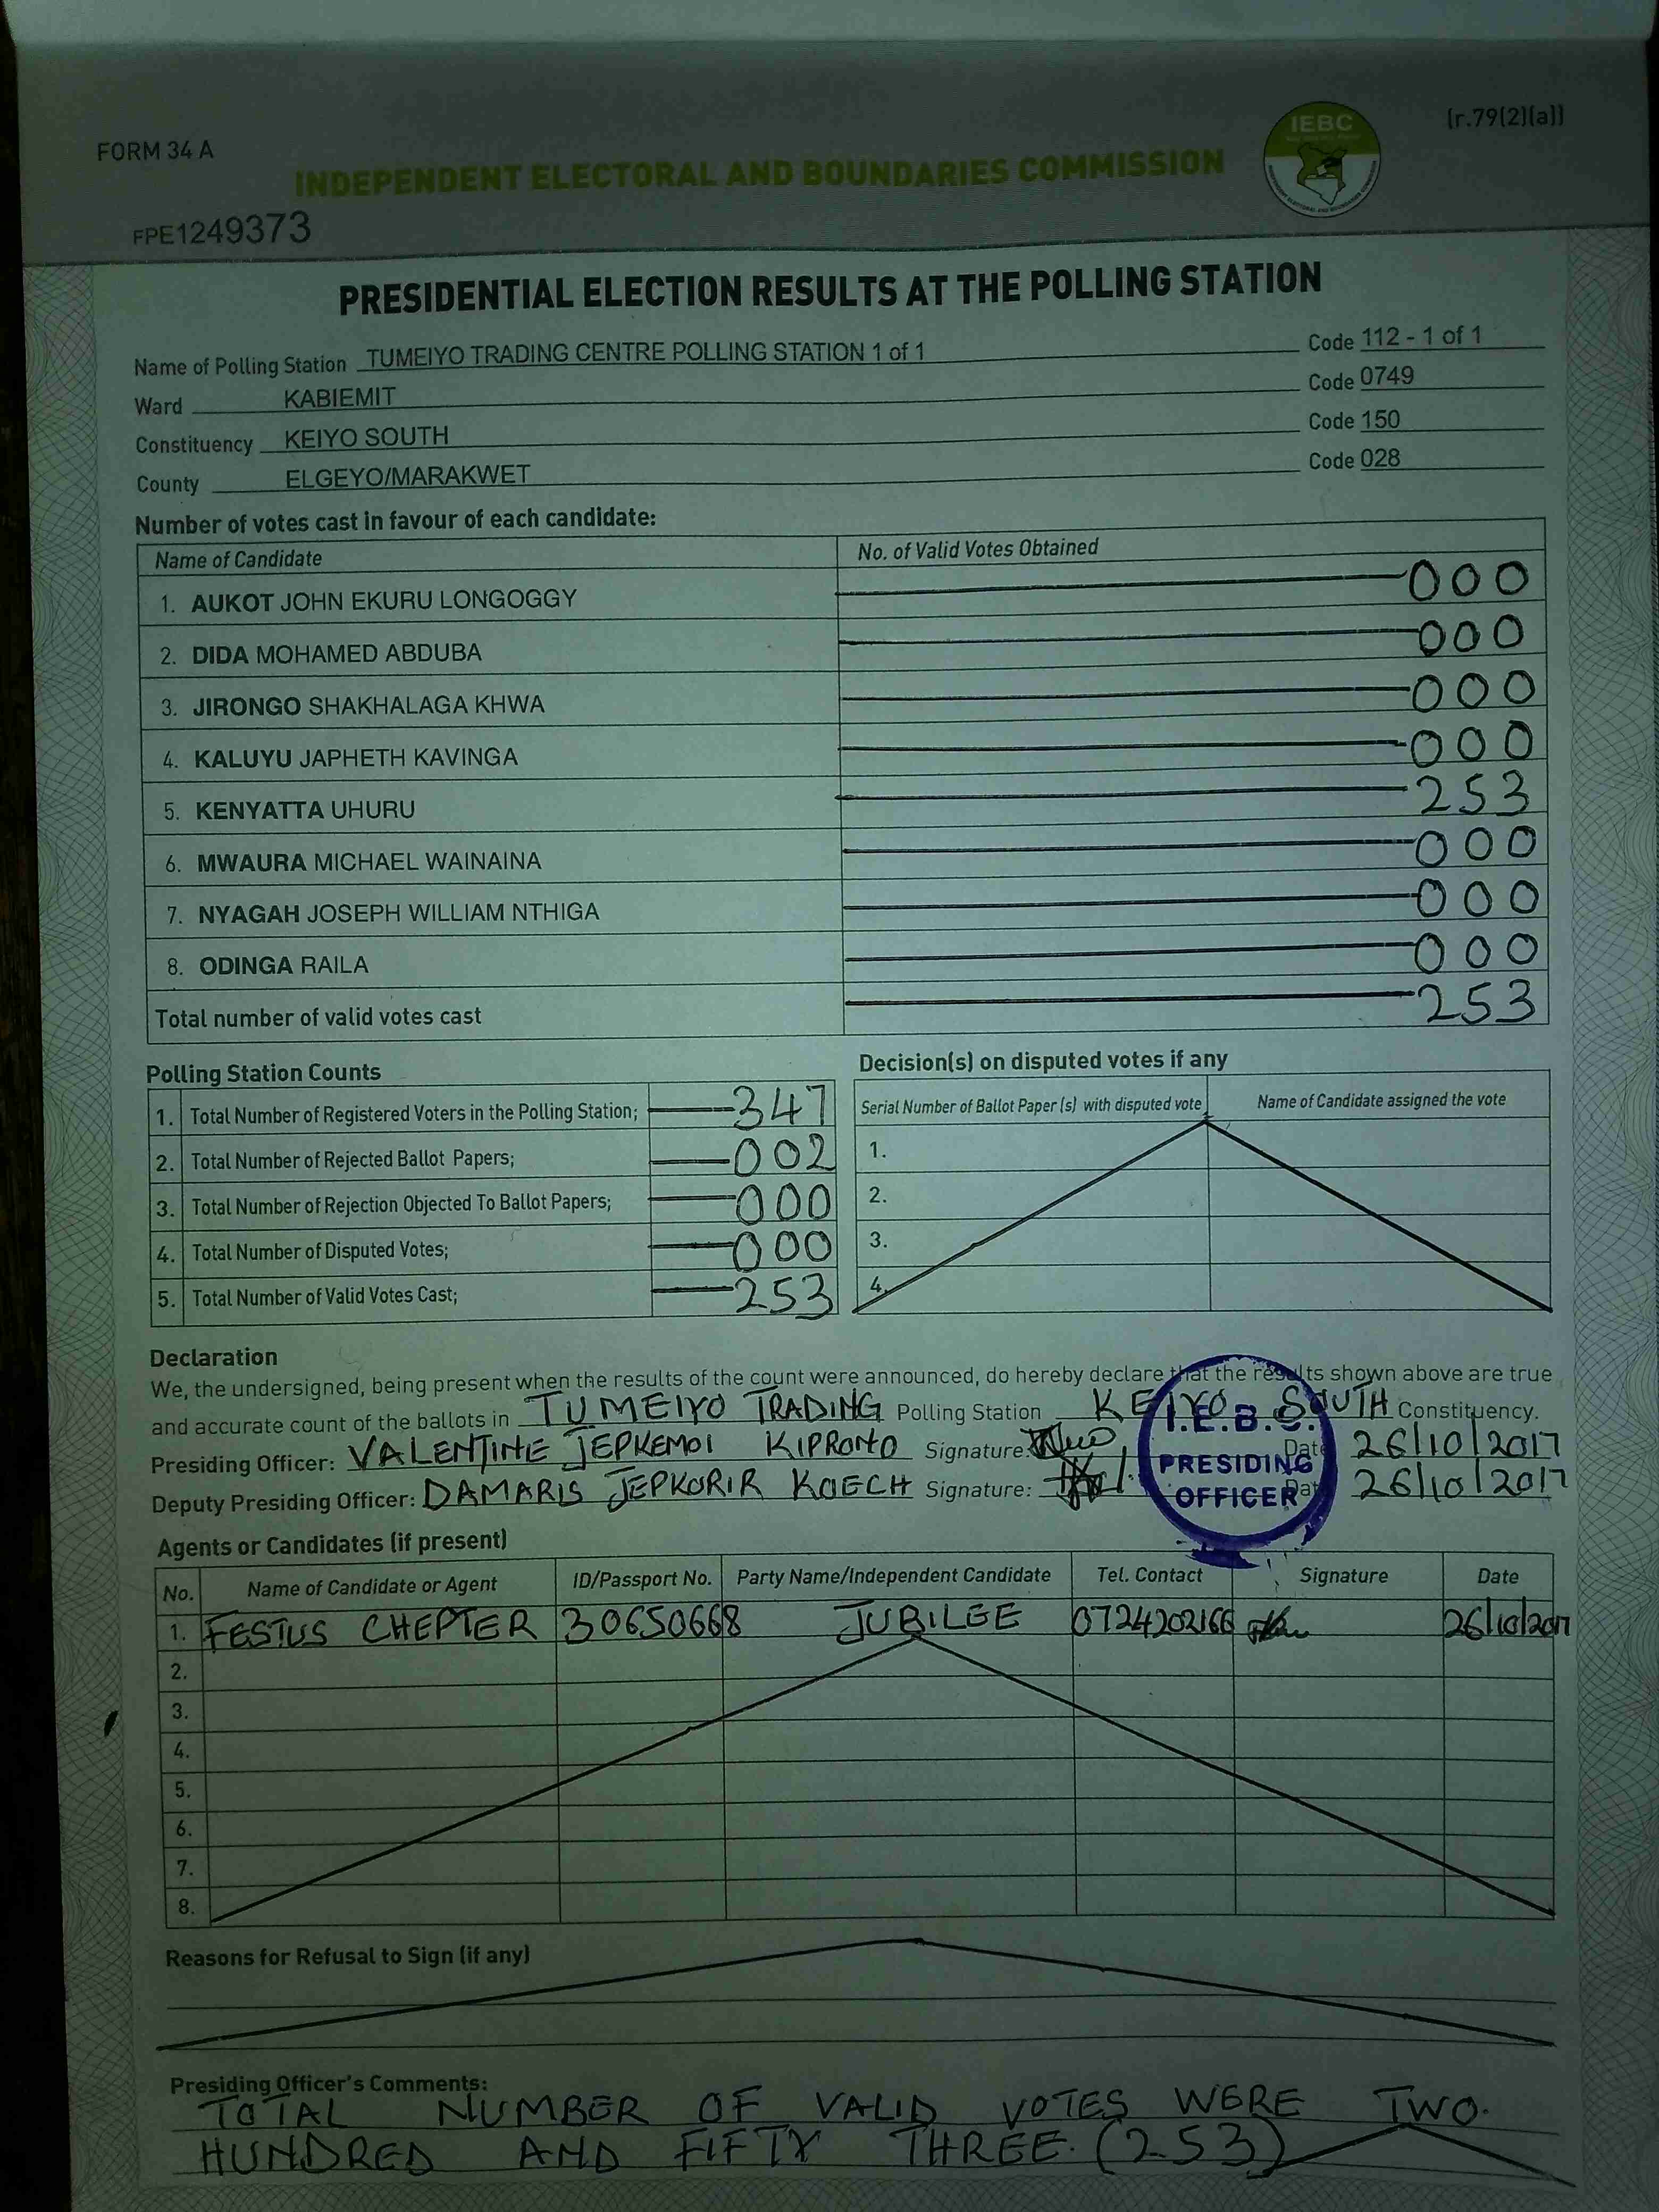 FORM 34 A
[r.79(2)(a)]
IEBC
INDEPENDENT ELECTORAL AND BOUNDARIES COMMISSION
FPE1249373
PRESIDENTIAL ELECTION RESULTS AT THE POLLING STATION
Name of Polling Station TUMEIYO TRADING CENTRE POLLING STATION 1 of 1 Code 112 - 1 of 1
Ward KABIEMIT Code 0749
Constituency KEIYO SOUTH Code 150
County ELGEYO/MARAKWET Code 028
Number of votes cast in favour of each candidate:
Name of Candidate No. of Valid Votes Obtained
1. AUKOT JOHN EKURU LONGOGGY 000
2. DIDA MOHAMED ABDUBA 000
3. JIRONGO SHAKHALAGA KHWA 000
4. KALUYU JAPHETH KAVINGA 000
5. KENYATTA UHURU 253
6. MWAURA MICHAEL WAINAINA 000
7. NYAGAH JOSEPH WILLIAM NTHIGA 000
8. ODINGA RAILA 000
Total number of valid votes cast 253
Polling Station Counts
1. Total Number of Registered Voters in the Polling Station; 347
2. Total Number of Rejected Ballot Papers; 002
3. Total Number of Rejection Objected To Ballot Papers; 000
4. Total Number of Disputed Votes; 000
5. Total Number of Valid Votes Cast; 253
Decision(s) on disputed votes if any
Serial Number of Ballot Paper (s) with disputed vote Name of Candidate assigned the vote
1.
2.
3.
4.
Declaration
We, the undersigned, being present when the results of the count were announced, do hereby declare that the results shown above are true
and accurate count of the ballots in TUMEIYO TRADING Polling Station KEIYO SOUTH Constituency.
Presiding Officer: VALENTINE JEPKEMOI KIPRONO Signature: Date 26/10/2017
Deputy Presiding Officer: DAMARIS JEPKORIR KOECH Signature: Date 26/10/2017
I.E.B.C.
PRESIDING
OFFICER
Agents or Candidates (if present)
No. Name of Candidate or Agent ID/Passport No. Party Name/Independent Candidate Tel. Contact Signature Date
1. FESTUS CHEPTER 30650668 JUBILEE 0724202166 26/10/2017
2.
3.
4.
5.
6.
7.
8.
Reasons for Refusal to Sign (if any)
Presiding Officer's Comments:
TOTAL NUMBER OF VALID VOTES WERE TWO
HUNDRED AND FIFTY THREE. (253)